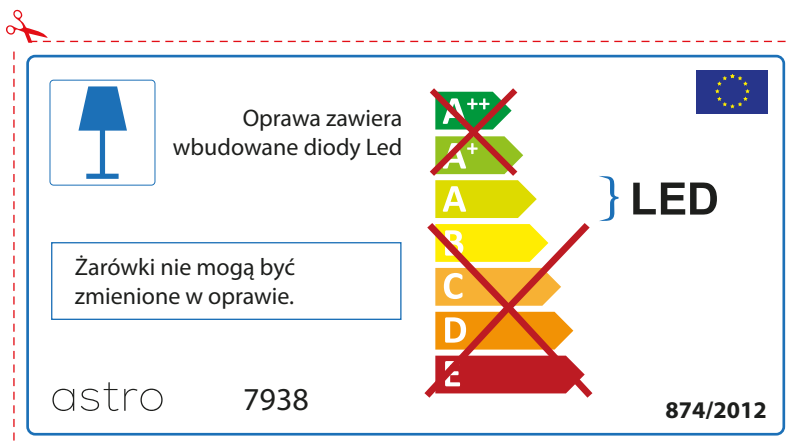 Oprawa zawiera
wbudowane diody Led
Żarówki nie mogą być
zmienione w oprawie.
A++
A+
A
B
C
D
E
LED
astro
7938
874/2012